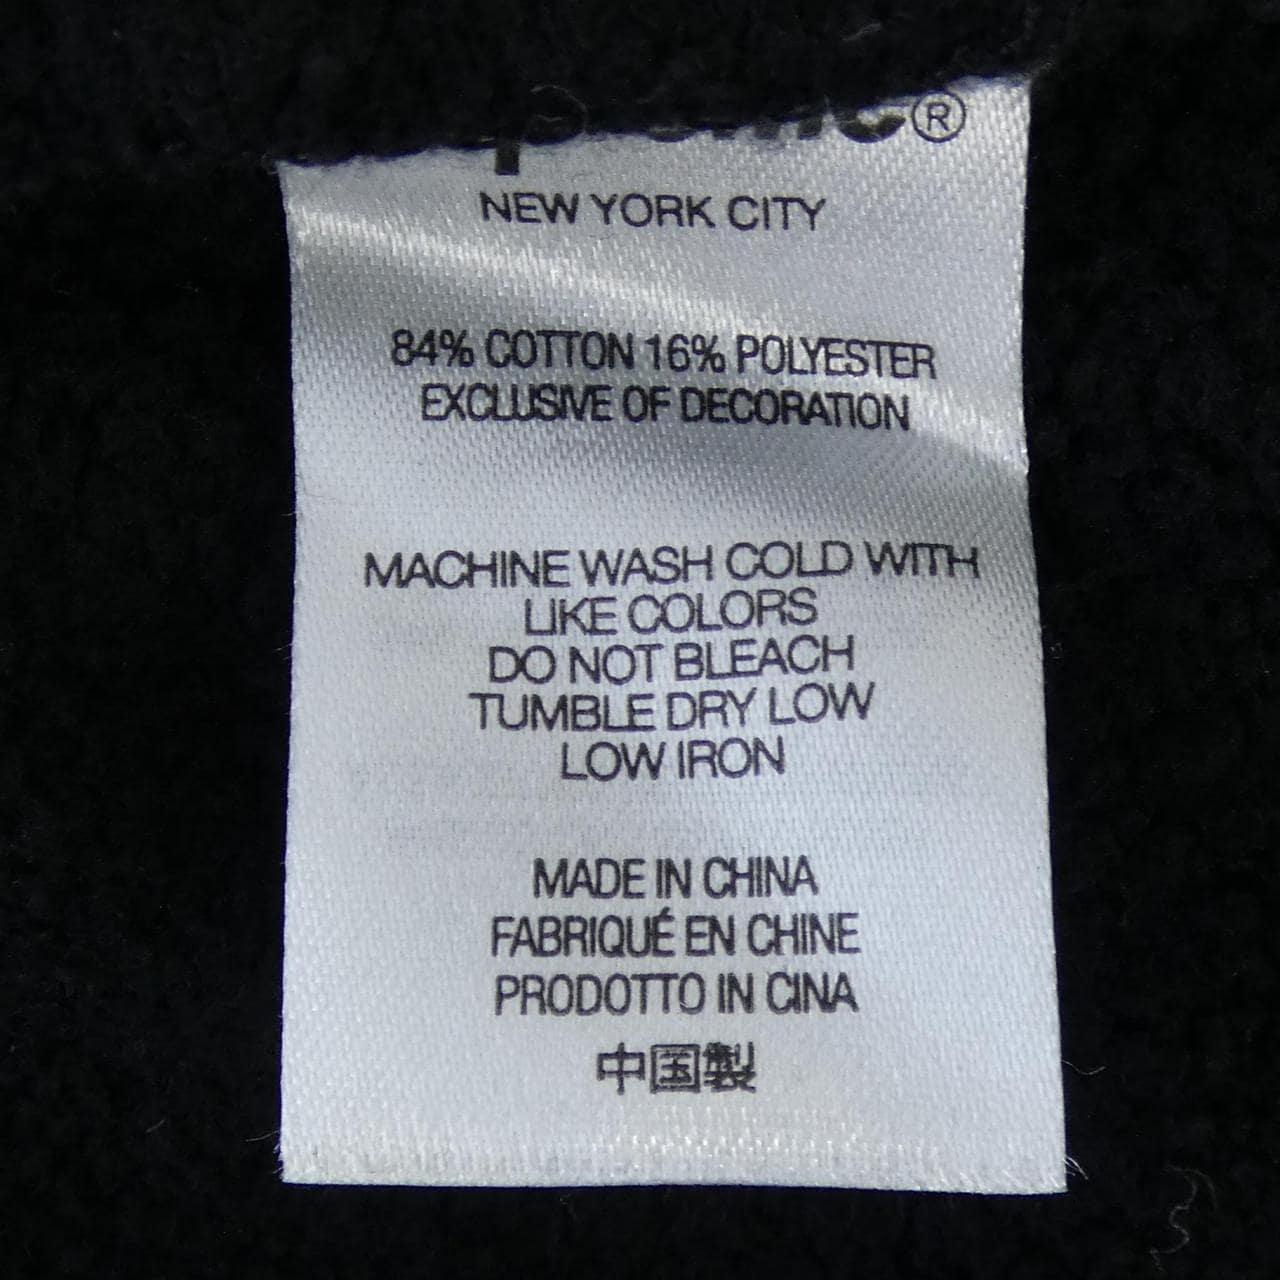 ®
NEW YORK CITY
84% COTTON 16% POLYESTER
EXCLUSIVE OF DECORATION
MACHINE WASH COLD WITH
LIKE COLORS
DO NOT BLEACH
TUMBLE DRY LOW
LOW IRON
MADE IN CHINA
FABRIQUÉ EN CHINE
PRODOTTO IN CINA
中国製